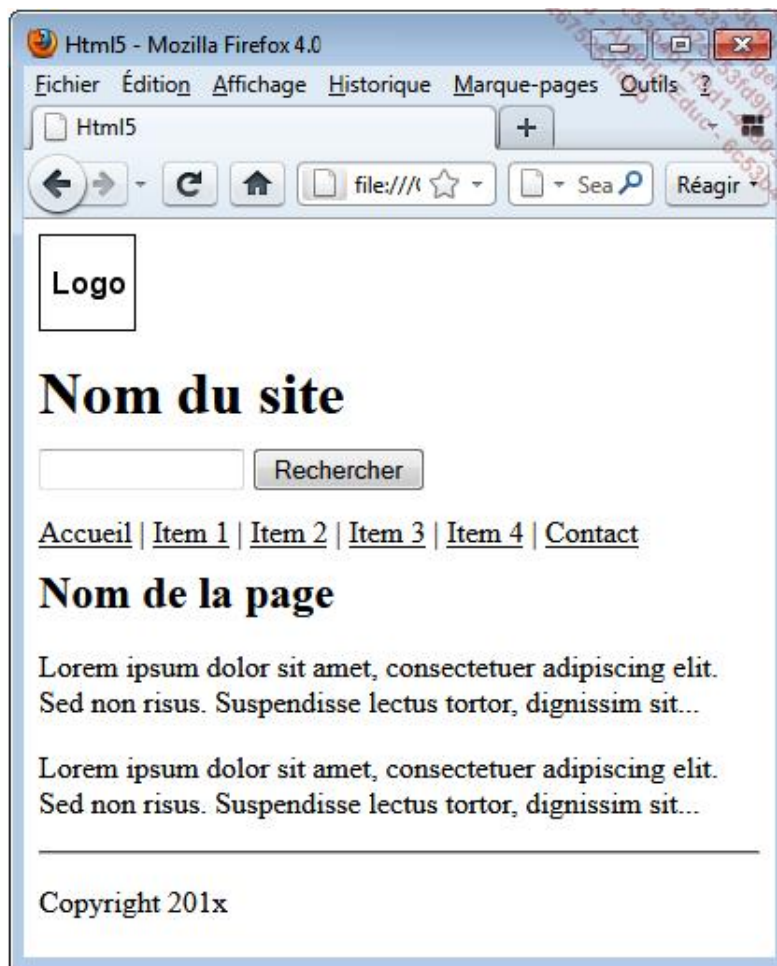 Html5 - Mozilla Firefox 4.0
Fichier Édition Affichage Historique Marque-pages Outils ?
Html5
file:/// Sea Réagir
Logo
Nom du site
Rechercher
Accueil | Item 1 | Item 2 | Item 3 | Item 4 | Contact
Nom de la page
Lorem ipsum dolor sit amet, consectetuer adipiscing elit.
Sed non risus. Suspendisse lectus tortor, dignissim sit...
Lorem ipsum dolor sit amet, consectetuer adipiscing elit.
Sed non risus. Suspendisse lectus tortor, dignissim sit...
Copyright 201x